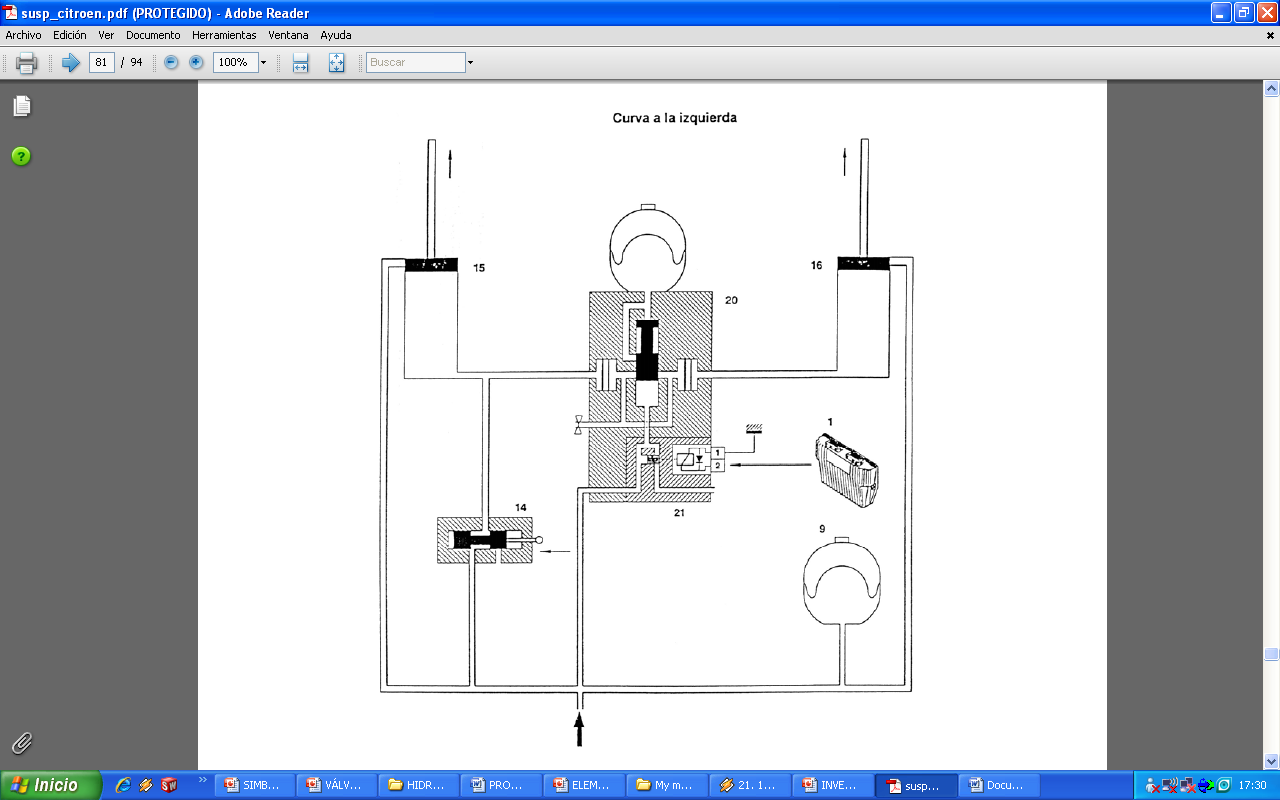 susp_citroen.pdf (PROTEGIDO) - Adobe Reader
Archivo Edición Ver Documento Herramientas Ventana Ayuda
81 / 94 100% Buscar
Curva a la izquierda
15
16
20
1
1
2
14
21
9
Inicio SW » SIMB... VÁLV... HIDR... PRO... ELEM... My m... 21. 1... INVE... susp... Docu... 17:30